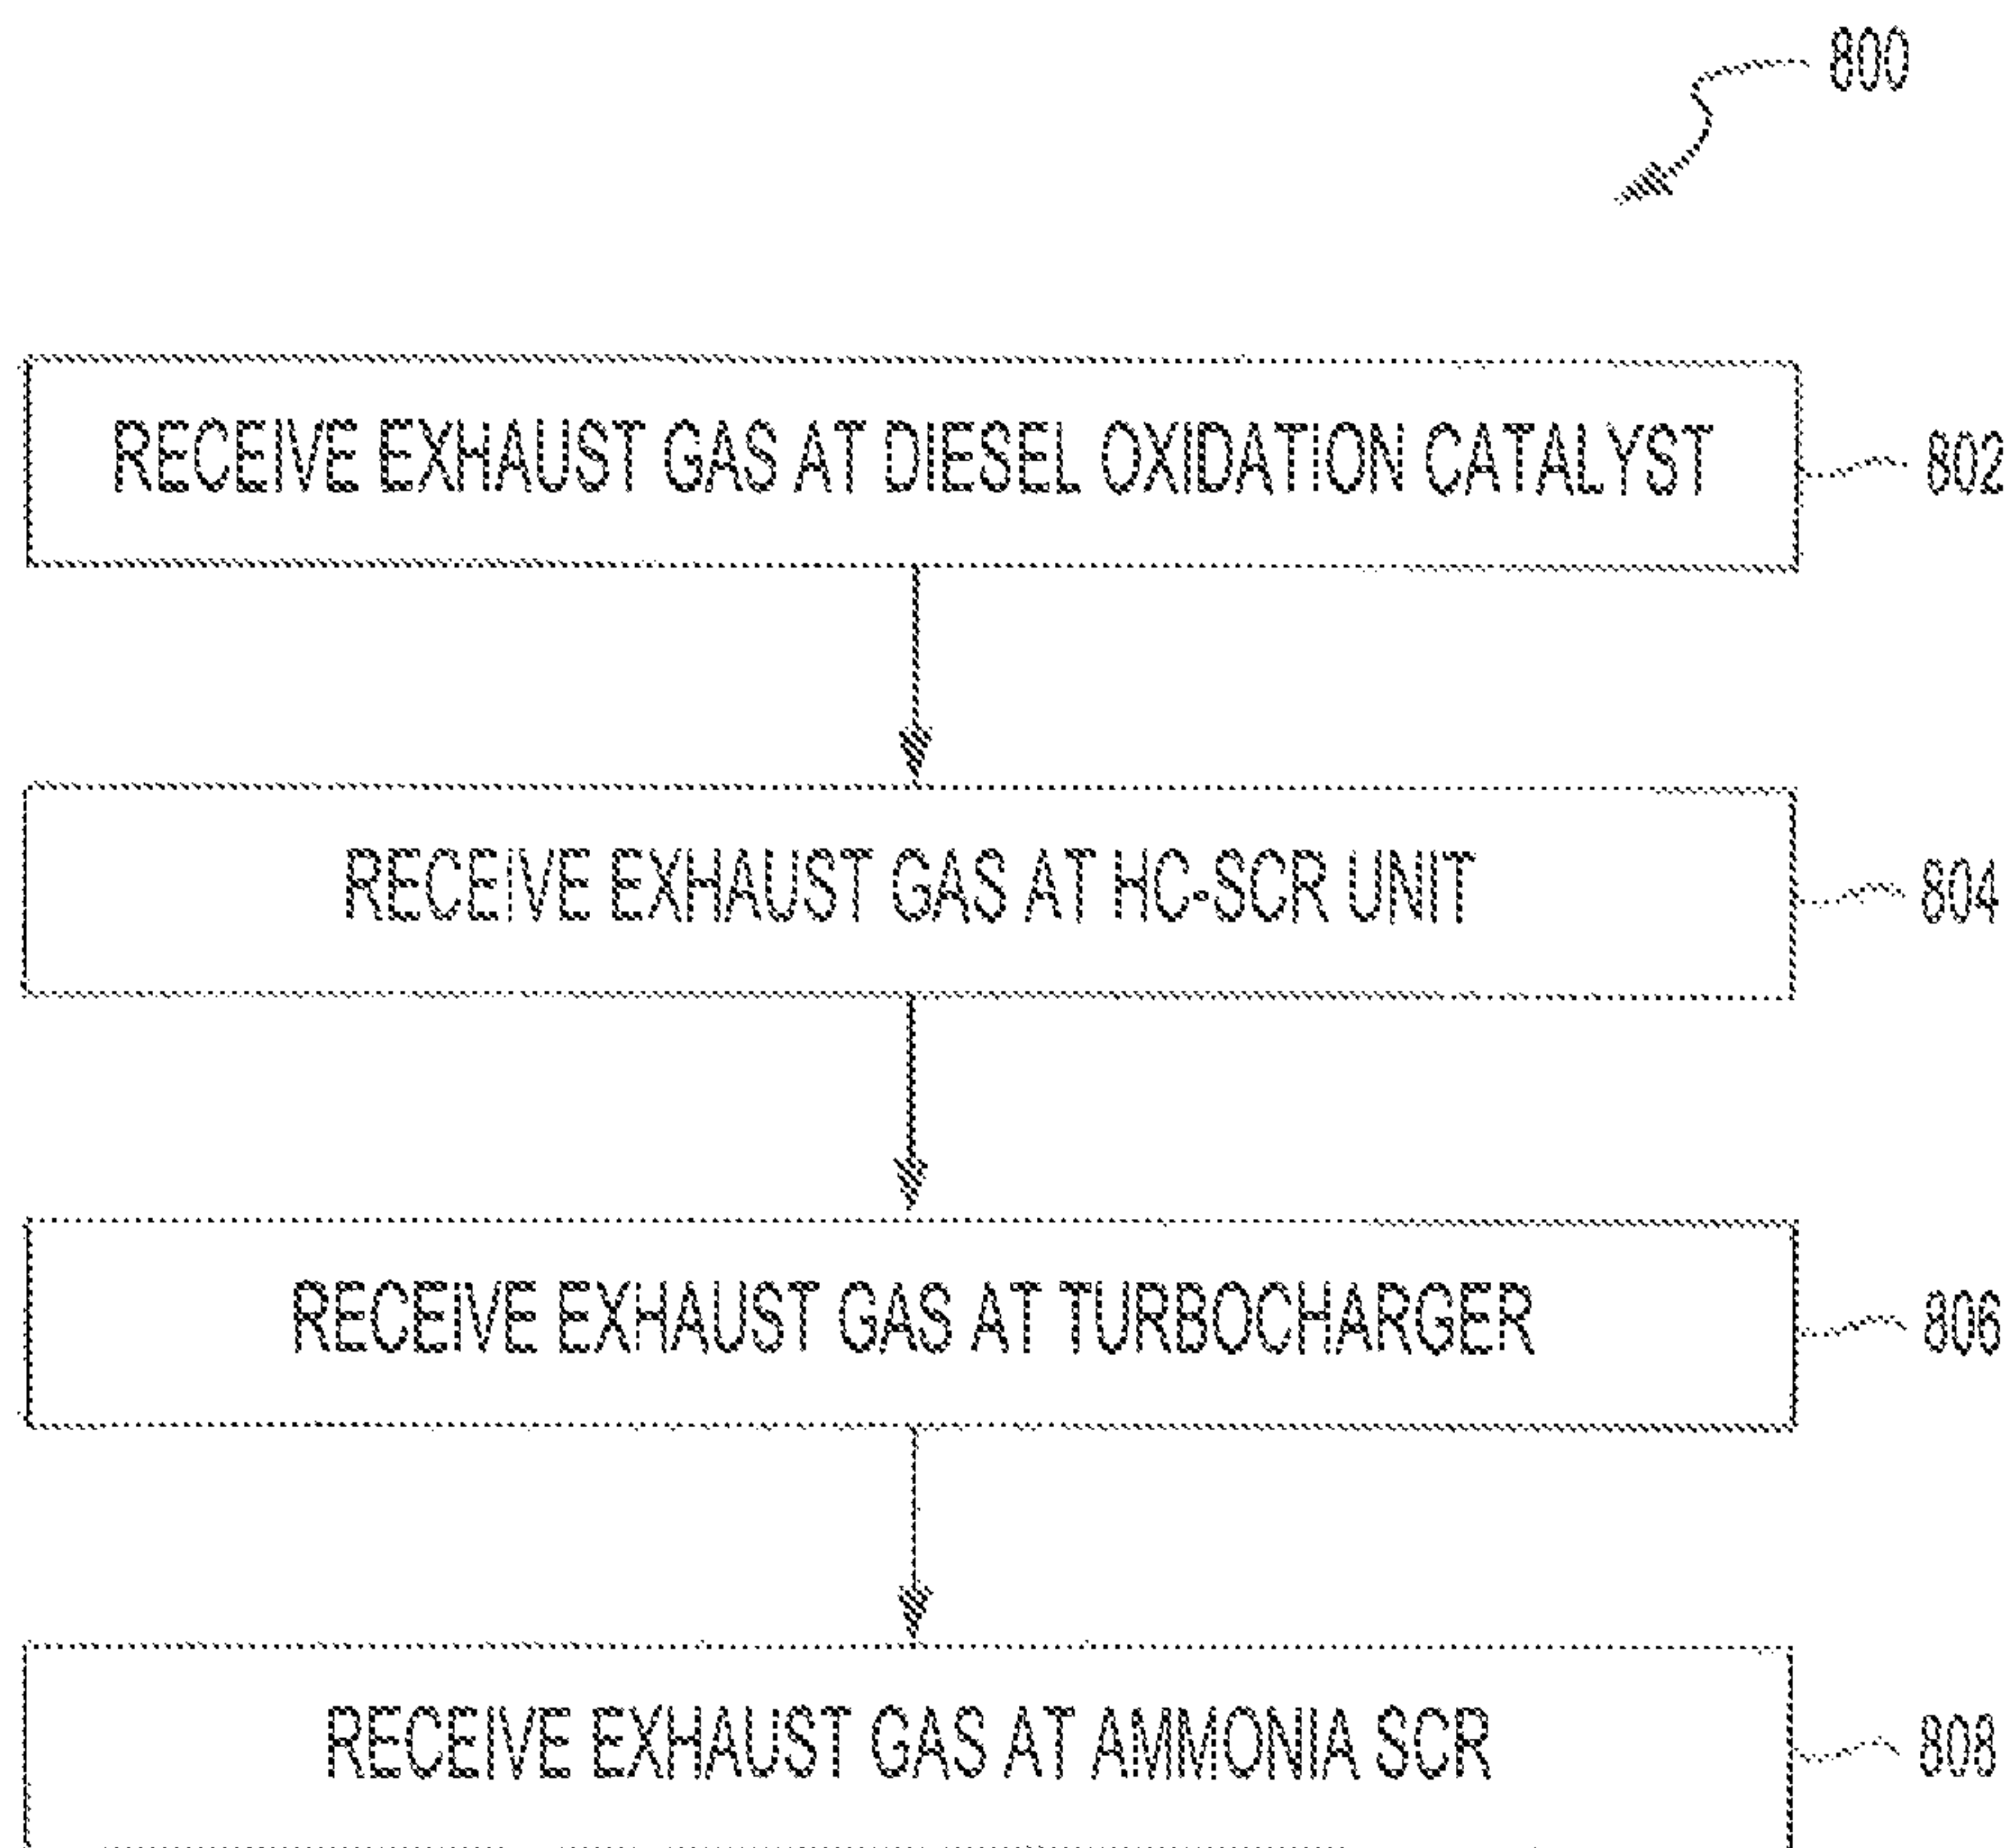 800
RECEIVE EXHAUST GAS AT DIESEL OXIDATION CATALYST
802
RECEIVE EXHAUST GAS AT HC-SCR UNIT
804
RECEIVE EXHAUST GAS AT TURBOCHARGER
806
RECEIVE EXHAUST GAS AT AMMONIA SCR
808